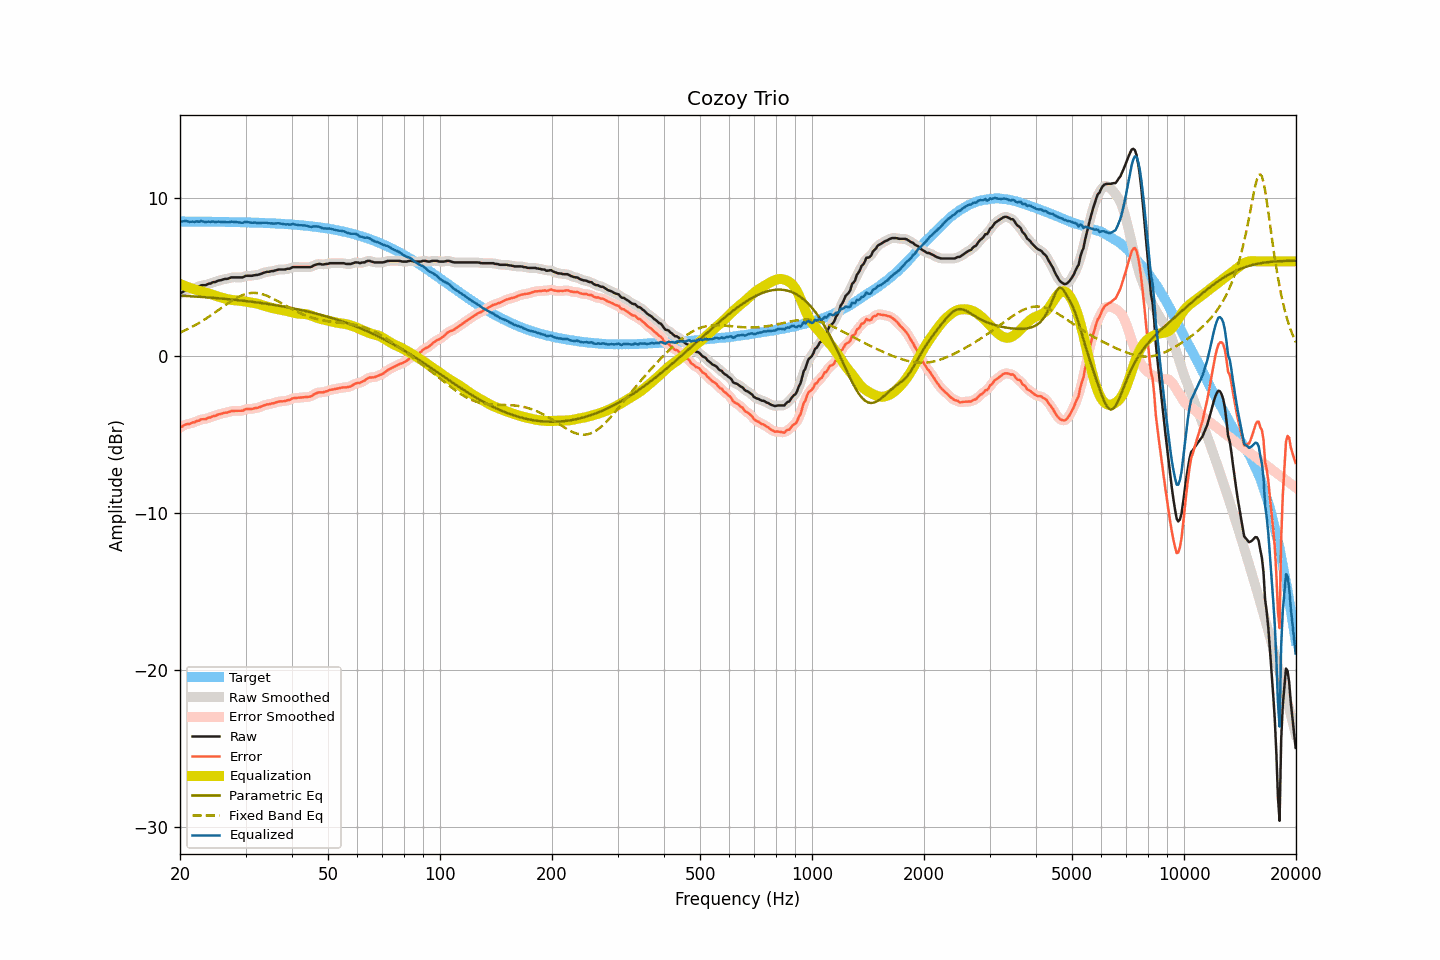 Cozoy Trio
10
0
−10
−20
−30
Amplitude (dBr)
Target
Raw Smoothed
Error Smoothed
Raw
Error
Equalization
Parametric Eq
Fixed Band Eq
Equalized
20 50 100 200 500 1000 2000 5000 10000 20000
Frequency (Hz)